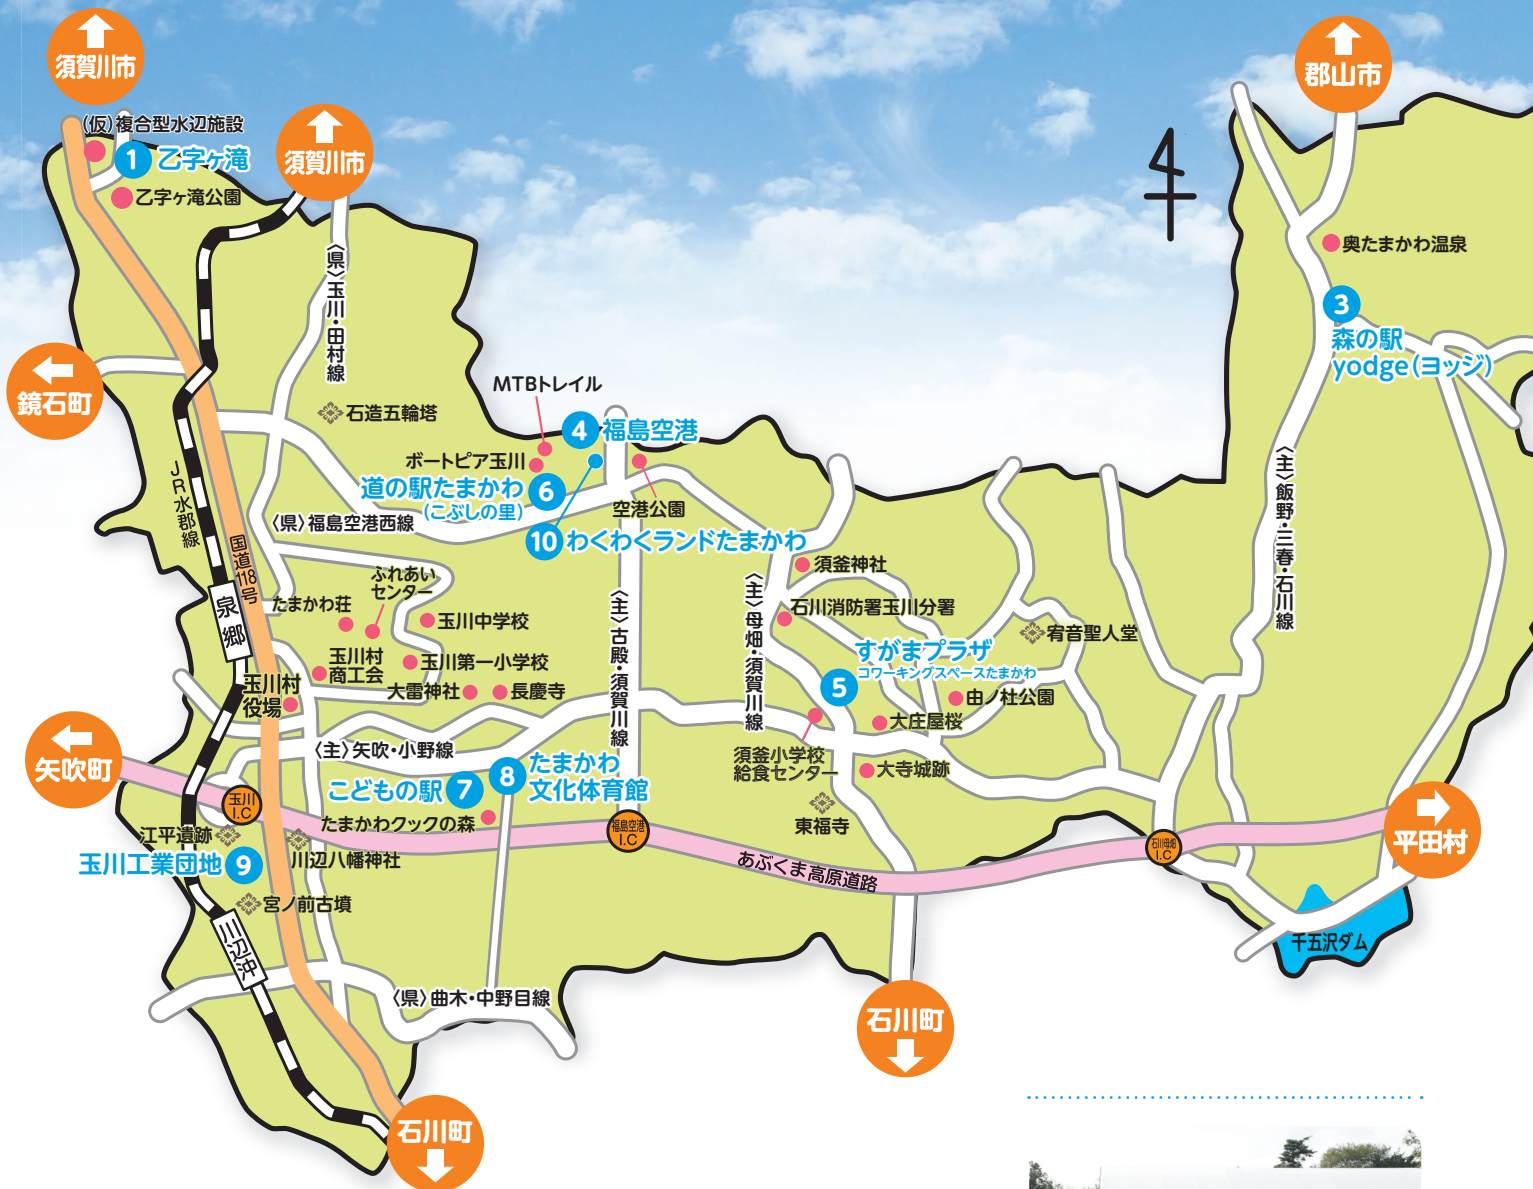 須賀川市
郡山市
(仮)複合型水辺施設
1 乙字ヶ滝
須賀川市
乙字ヶ滝公園
奥たまかわ温泉
〈県〉玉川・田村線
3
森の駅
yodge(ヨッジ)
鏡石町
MTBトレイル
石造五輪塔
4 福島空港
ボートピア玉川
道の駅たまかわ 6
(こぶしの里)
空港公園
JR水郡線
〈県〉福島空港西線
10 わくわくランドたまかわ
〈主〉飯野・三春・石川線
国道118号
須釜神社
ふれあい
センター
たまかわ荘
泉郷
玉川中学校
〈主〉古殿・須賀川線
〈主〉母畑・須賀川線
石川消防署玉川分署
宥音聖人堂
すがまプラザ
コワーキングスペースたまかわ
5
玉川村
商工会
玉川第一小学校
玉川村
役場
大雷神社
長慶寺
由ノ杜公園
大庄屋桜
矢吹町
〈主〉矢吹・小野線
須釜小学校
給食センター
大寺城跡
8 たまかわ
文化体育館
こどもの駅 7
玉川
I.C
たまかわクックの森
福島空港
I.C
東福寺
石川母畑
I.C
平田村
江平遺跡
川辺八幡神社
玉川工業団地 9
あぶくま高原道路
宮ノ前古墳
川辺沖
千五沢ダム
〈県〉曲木・中野目線
石川町
石川町